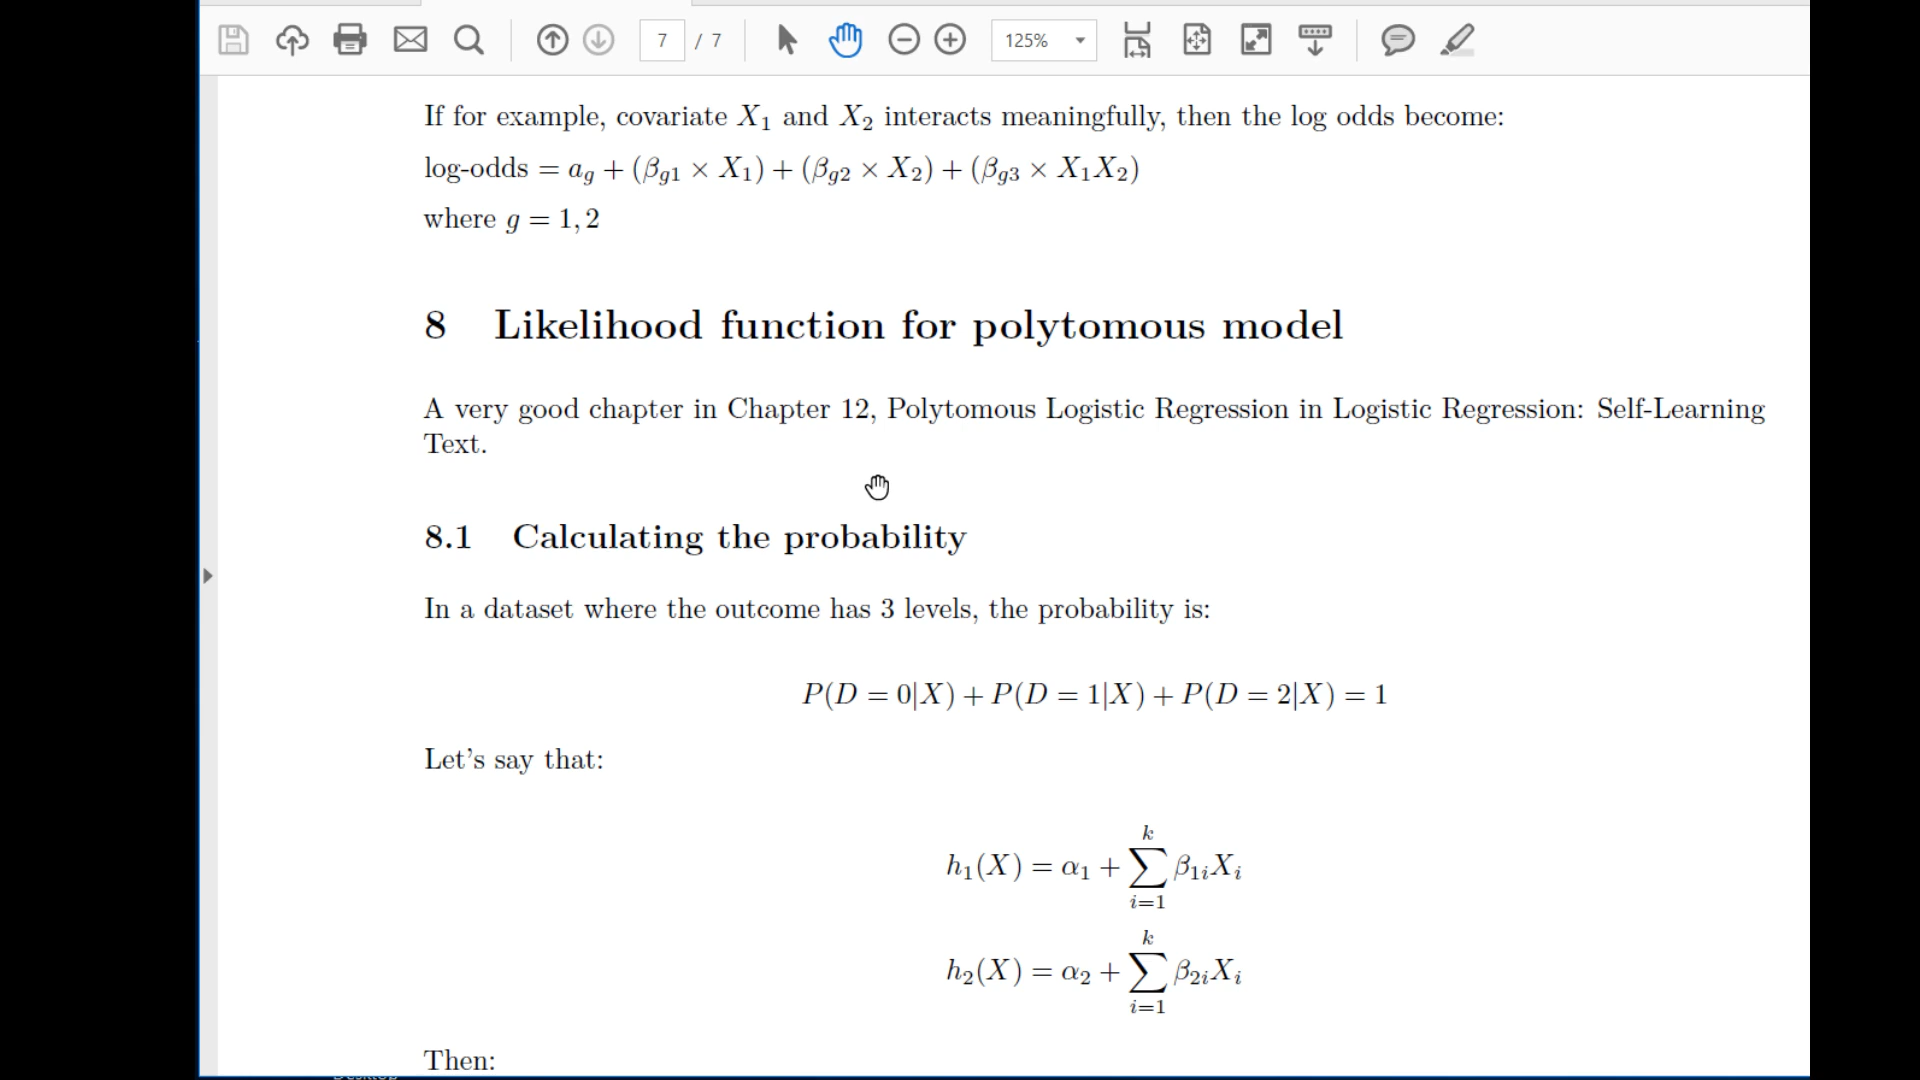 7 / 7 125%
If for example, covariate X₁ and X₂ interacts meaningfully, then the log odds become:
log-odds = a_g + (β_g1 × X₁) + (β_g2 × X₂) + (β_g3 × X₁X₂)
where g = 1, 2
8 Likelihood function for polytomous model
A very good chapter in Chapter 12, Polytomous Logistic Regression in Logistic Regression: Self-Learning
Text.
8.1 Calculating the probability
In a dataset where the outcome has 3 levels, the probability is:
P(D = 0|X) + P(D = 1|X) + P(D = 2|X) = 1
Let's say that:
h₁(X) = α₁ + ∑_{i=1}^{k} β_{1i}X_i
h₂(X) = α₂ + ∑_{i=1}^{k} β_{2i}X_i
Then: